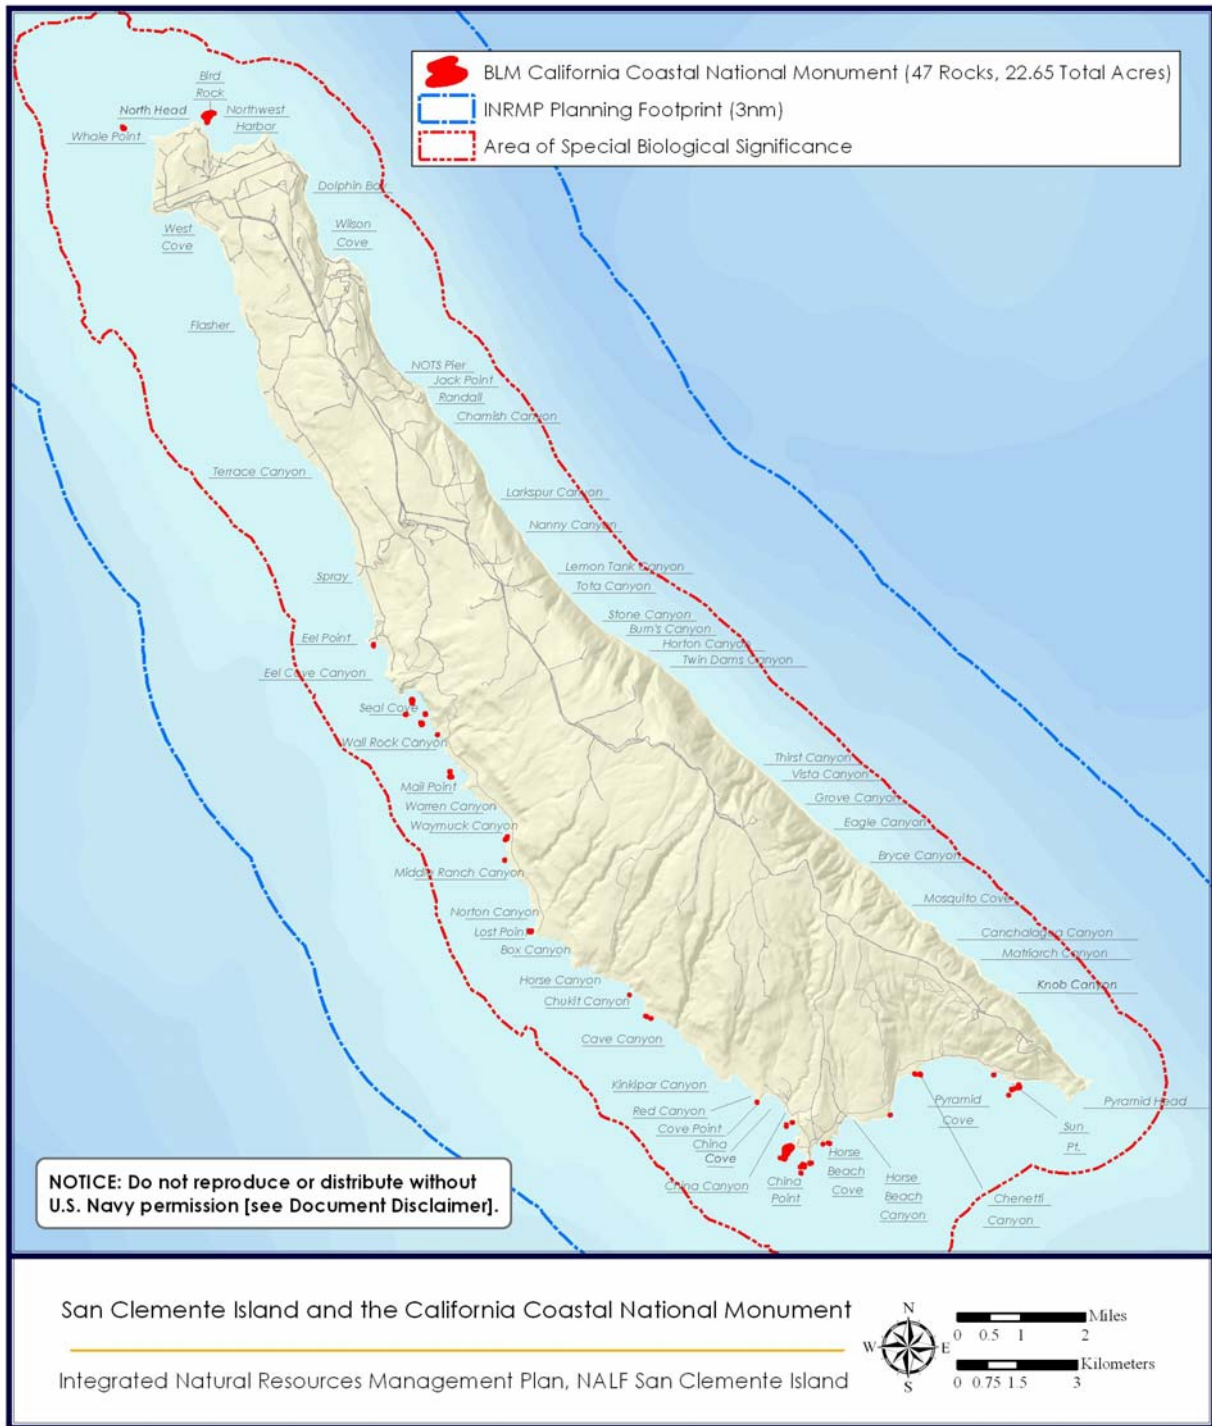 BLM California Coastal National Monument (47 Rocks, 22.65 Total Acres)
INRMP Planning Footprint (3nm)
Area of Special Biological Significance
Bird
Rock
North Head
Northwest
Harbor
Whale Point
Dolphin Bay
West
Cove
Wilson
Cove
Flasher
NOTS Pier
Jack Point
Randall
Chamish Canyon
Terrace Canyon
Larkspur Canyon
Nanny Canyon
Lemon Tank Canyon
Spray
Tota Canyon
Stone Canyon
Burn's Canyon
Eel Point
Horton Canyon
Twin Dams Canyon
Eel Cove Canyon
Seal Cove
Wall Rock Canyon
Thirst Canyon
Vista Canyon
Mail Point
Grove Canyon
Warren Canyon
Eagle Canyon
Waymuck Canyon
Bryce Canyon
Middle Ranch Canyon
Mosquito Cove
Norton Canyon
Lost Point
Canchalagua Canyon
Box Canyon
Matriarch Canyon
Horse Canyon
Knob Canyon
Chukit Canyon
Cave Canyon
Kinkipar Canyon
Red Canyon
Cove Point
China
Cove
Pyramid
Cove
Pyramid Head
Sun
Pt.
China Canyon
China
Point
Horse
Beach
Cove
Horse
Beach
Canyon
Chenetti
Canyon
NOTICE: Do not reproduce or distribute without
U.S. Navy permission [see Document Disclaimer].
San Clemente Island and the California Coastal National Monument
Integrated Natural Resources Management Plan, NALF San Clemente Island
N
W
E
S
Miles
0 0.5 1 2
Kilometers
0 0.75 1.5 3